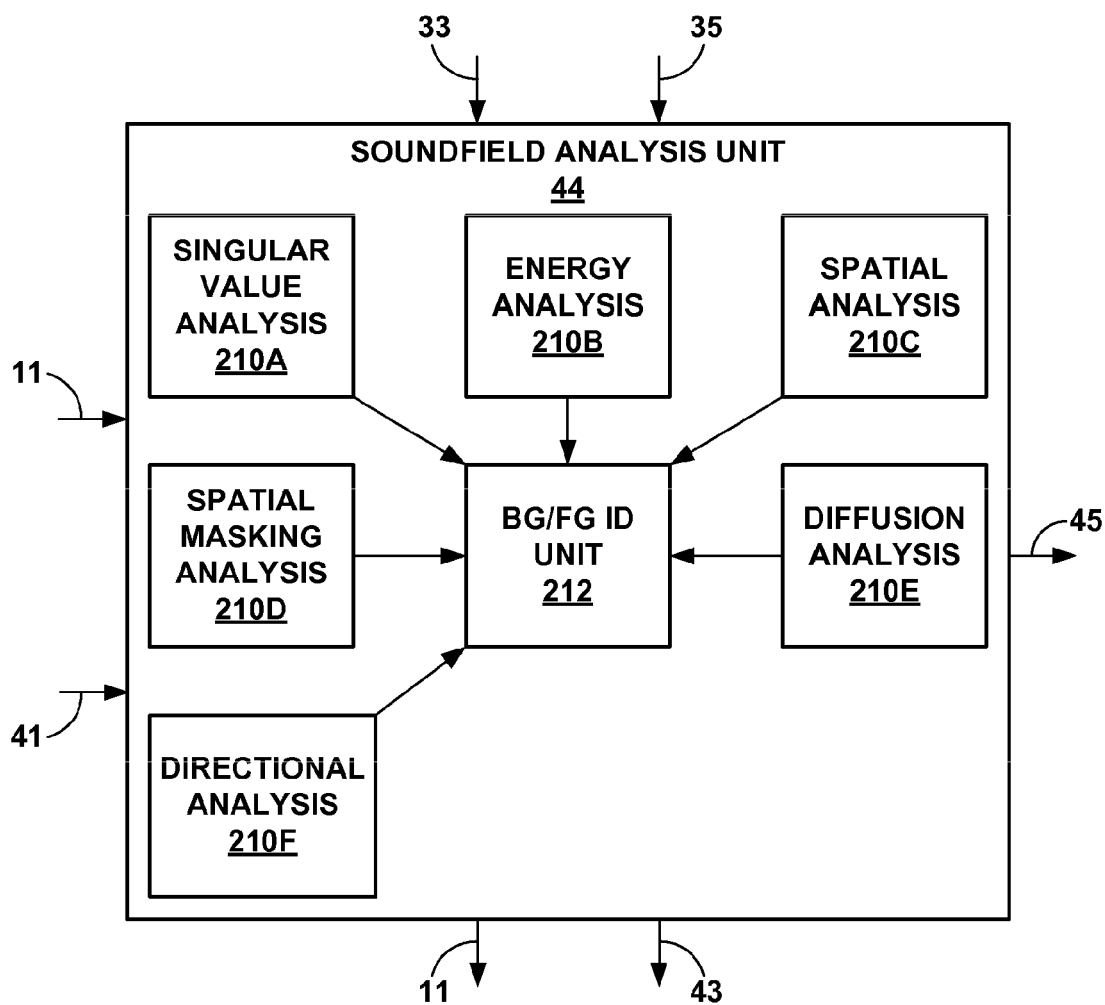 33
35
SOUNDFIELD ANALYSIS UNIT
44
SINGULAR
VALUE
ANALYSIS
210A
ENERGY
ANALYSIS
210B
SPATIAL
ANALYSIS
210C
11
SPATIAL
MASKING
ANALYSIS
210D
BG/FG ID
UNIT
212
DIFFUSION
ANALYSIS
210E
45
41
DIRECTIONAL
ANALYSIS
210F
11
43